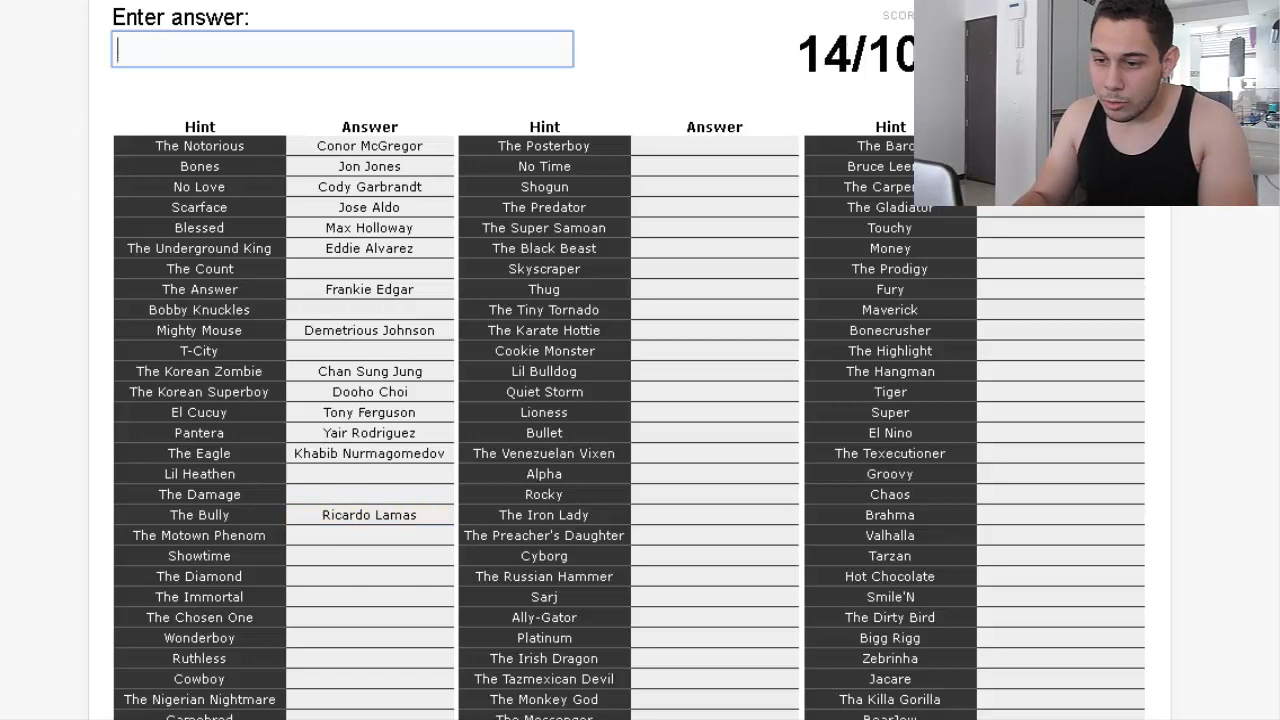 Enter answer:
SCOR
14/10
Hint Answer Hint Answer Hint
The Notorious Conor McGregor The Posterboy The Baro
Bones Jon Jones No Time Bruce Leer
No Love Cody Garbrandt Shogun The Carpen
Scarface Jose Aldo The Predator The Gladiator
Blessed Max Holloway The Super Samoan Touchy
The Underground King Eddie Alvarez The Black Beast Money
The Count Skyscraper The Prodigy
The Answer Frankie Edgar Thug Fury
Bobby Knuckles The Tiny Tornado Maverick
Mighty Mouse Demetrious Johnson The Karate Hottie Bonecrusher
T-City Cookie Monster The Highlight
The Korean Zombie Chan Sung Jung Lil Bulldog The Hangman
The Korean Superboy Dooho Choi Quiet Storm Tiger
El Cucuy Tony Ferguson Lioness Super
Pantera Yair Rodriguez Bullet El Nino
The Eagle Khabib Nurmagomedov The Venezuelan Vixen The Texecutioner
Lil Heathen Alpha Groovy
The Damage Rocky Chaos
The Bully Ricardo Lamas The Iron Lady Brahma
The Motown Phenom The Preacher's Daughter Valhalla
Showtime Cyborg Tarzan
The Diamond The Russian Hammer Hot Chocolate
The Immortal Sarj Smile'N
The Chosen One Ally-Gator The Dirty Bird
Wonderboy Platinum Bigg Rigg
Ruthless The Irish Dragon Zebrinha
Cowboy The Tazmexican Devil Jacare
The Nigerian Nightmare The Monkey God Tha Killa Gorilla
Gamebred The Messenger BearJew